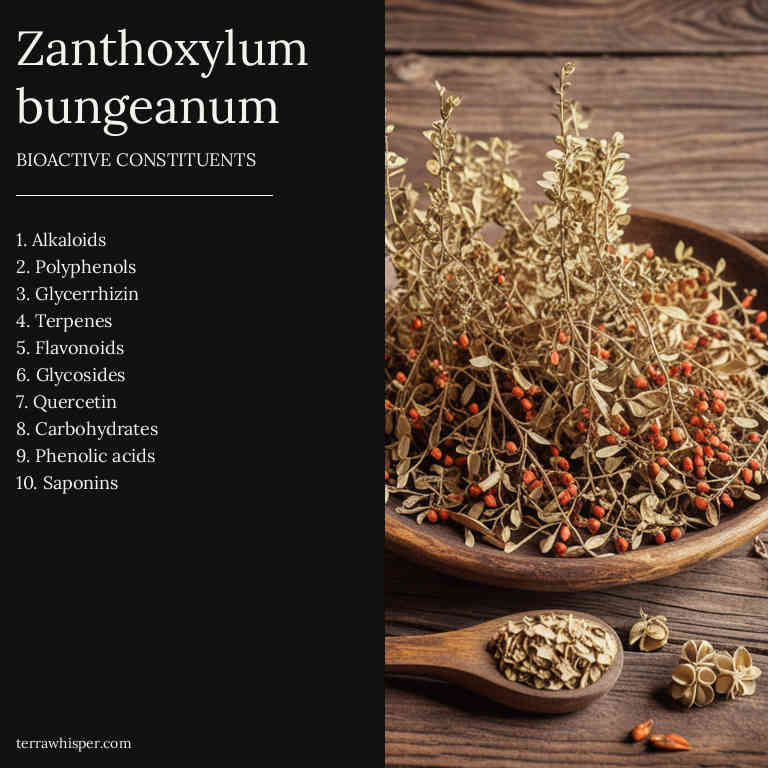 Zanthoxylum
bungeanum
BIOACTIVE CONSTITUENTS
1. Alkaloids
2. Polyphenols
3. Glycerrhizin
4. Terpenes
5. Flavonoids
6. Glycosides
7. Quercetin
8. Carbohydrates
9. Phenolic acids
10. Saponins
terrawhisper.com